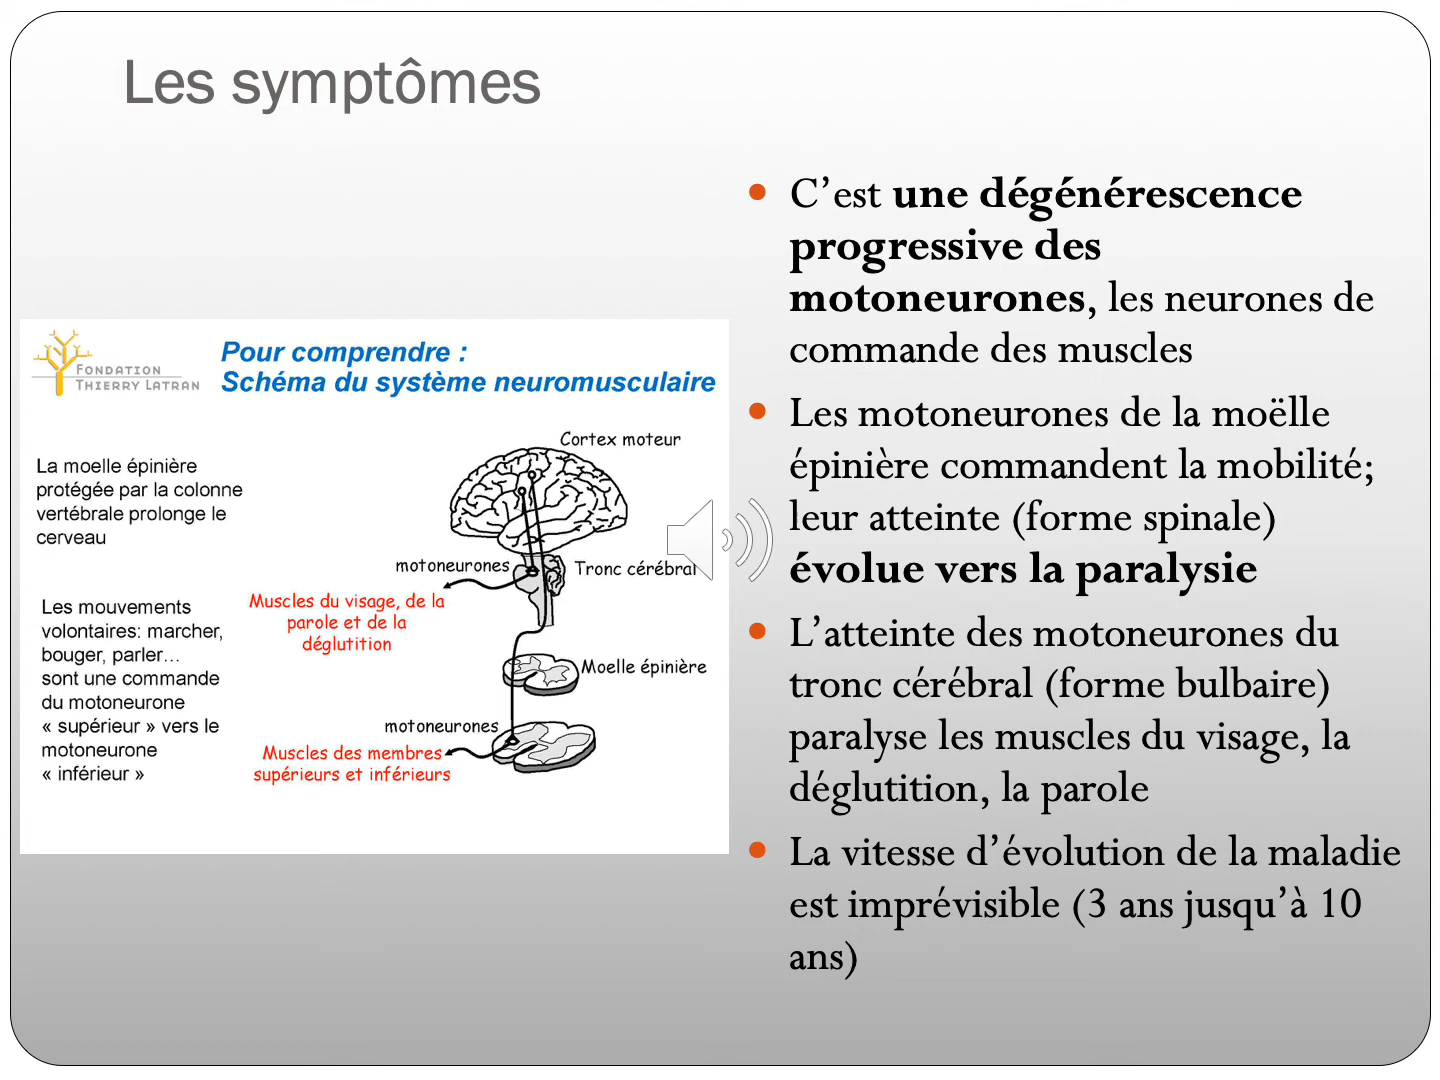 Les symptômes
FONDATION
THIERRY LATRAN
Pour comprendre :
Schéma du système neuromusculaire
La moelle épinière
protégée par la colonne
vertébrale prolonge le
cerveau
Les mouvements
volontaires: marcher,
bouger, parler...
sont une commande
du motoneurone
« supérieur » vers le
motoneurone
« inférieur »
Cortex moteur
motoneurones
Tronc cérébral
Muscles du visage, de la
parole et de la
déglutition
Moelle épinière
motoneurones
Muscles des membres
supérieurs et inférieurs
• C’est une dégénérescence
progressive des
motoneurones, les neurones de
commande des muscles
• Les motoneurones de la moëlle
épinière commandent la mobilité;
leur atteinte (forme spinale)
évolue vers la paralysie
• L’atteinte des motoneurones du
tronc cérébral (forme bulbaire)
paralyse les muscles du visage, la
déglutition, la parole
• La vitesse d’évolution de la maladie
est imprévisible (3 ans jusqu’à 10
ans)